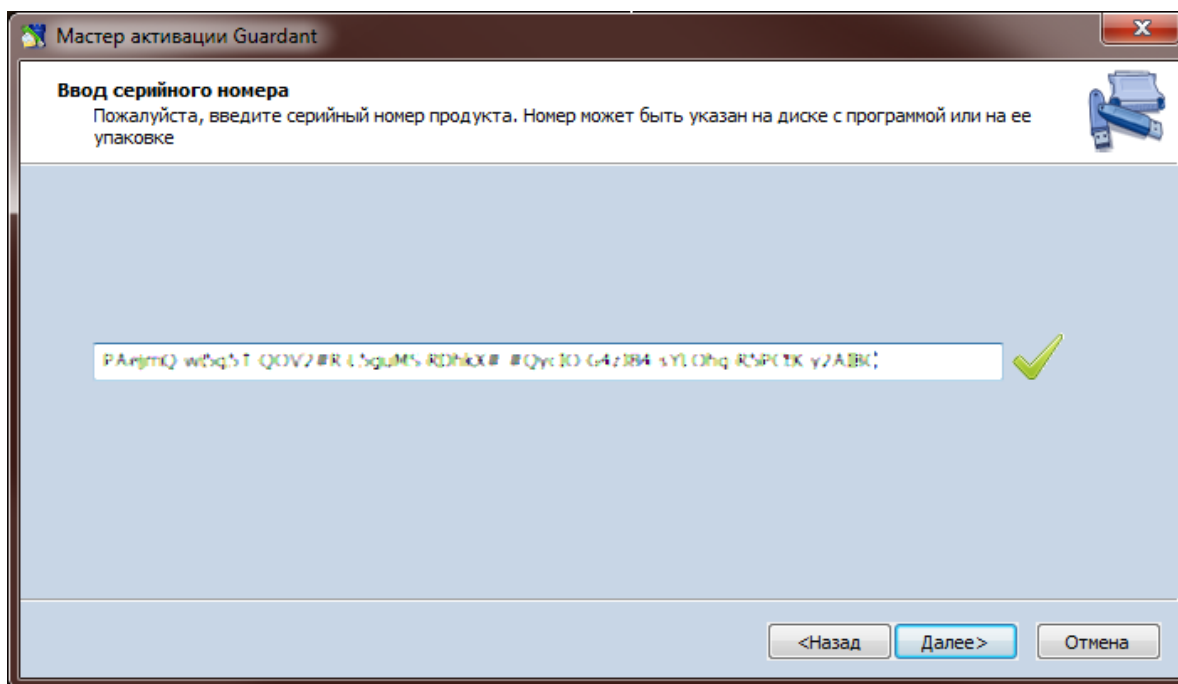 Мастер активации Guardant
Ввод серийного номера
Пожалуйста, введите серийный номер продукта. Номер может быть указан на диске с программой или на ее
упаковке
<Назад
Далее>
Отмена